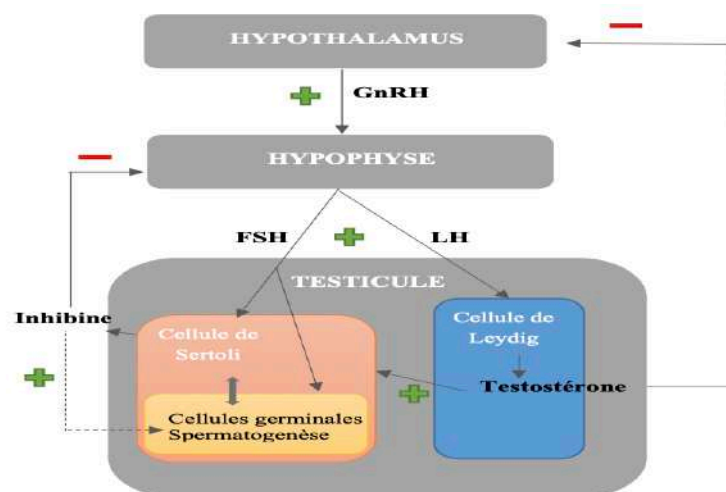 HYPOTHALAMUS
GnRH
HYPOPHYSE
FSH
LH
TESTICULE
Inhibine
Cellule de
Sertoli
Cellule de
Leydig
Testostérone
Cellules germinales
Spermatogenèse